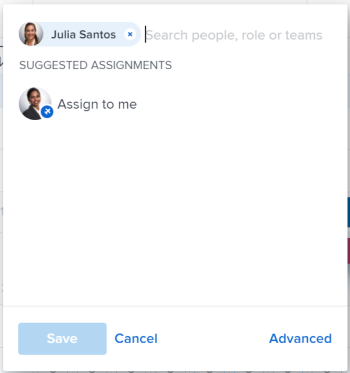 Julia Santos × Search people, role or teams
SUGGESTED ASSIGNMENTS
Assign to me
Save Cancel Advanced